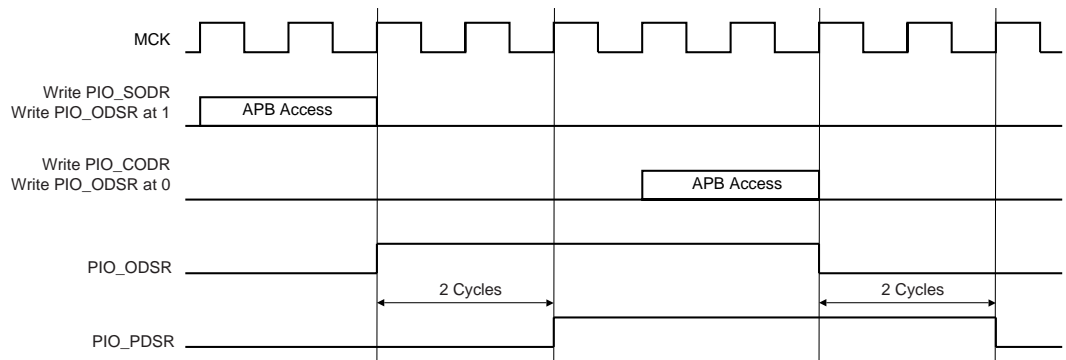 MCK
Write PIO_SODR
Write PIO_ODSR at 1
APB Access
Write PIO_CODR
Write PIO_ODSR at 0
APB Access
PIO_ODSR
2 Cycles
2 Cycles
PIO_PDSR